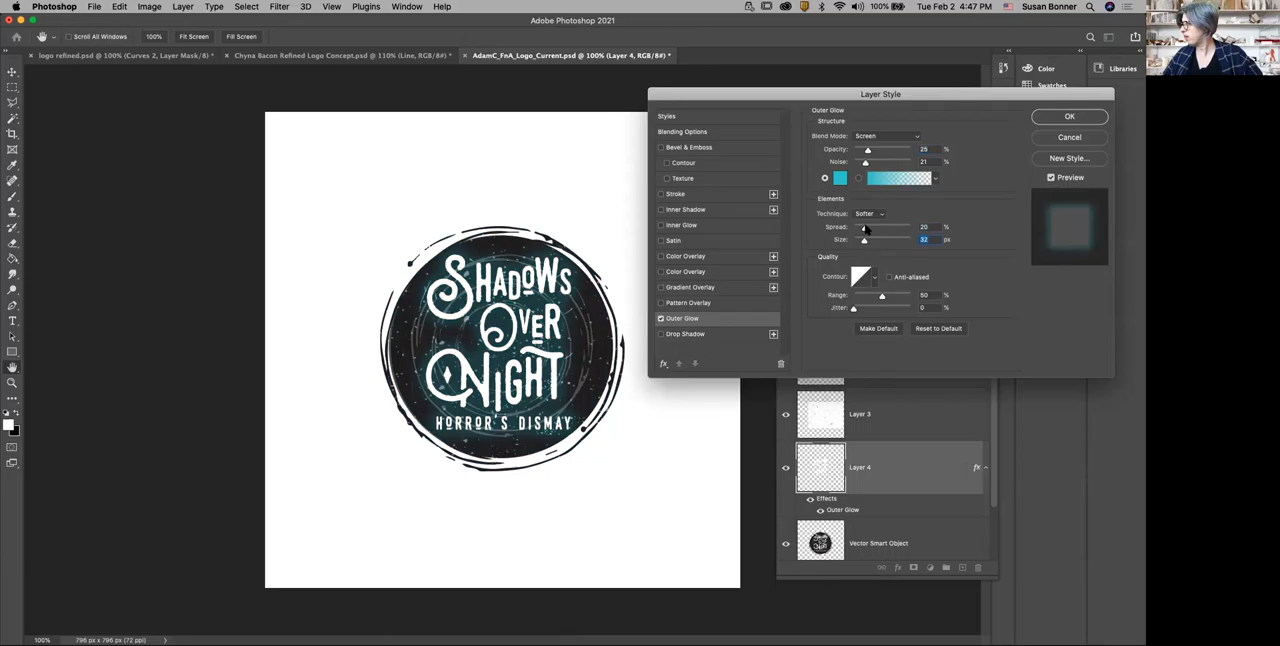 Photoshop File Edit Image Layer Type Select Filter 3D View Plugins Window Help 100% Tue Feb 2 4:47 PM Susan Bonner
Adobe Photoshop 2021
Scroll All Windows 100% Fit Screen Fill Screen
logo refined.psd @ 100% (Curves 2, Layer Mask/8) * Chyna Bacon Refined Logo Concept.psd @ 110% (Line, RGB/8#) * AdamC_FnA_Logo_Current.psd @ 100% (Layer 4, RGB/8#) *
Color Libraries
Swatches
Layer Style
Styles
Blending Options
Bevel & Emboss
Contour
Texture
Stroke
Inner Shadow
Inner Glow
Satin
Color Overlay
Color Overlay
Gradient Overlay
Pattern Overlay
Outer Glow
Drop Shadow
fx
Outer Glow
Structure
Blend Mode: Screen
Opacity: 25 %
Noise: 21 %
Elements
Technique: Softer
Spread: 20 %
Size: 32 px
Quality
Contour: Anti-aliased
Range: 50 %
Jitter: 0 %
Make Default Reset to Default
OK
Cancel
New Style...
Preview
SHADOWS
OVER
NIGHT
HORROR'S DISMAY
Layer 3
Layer 4 fx
Effects
Outer Glow
Vector Smart Object
fx
100% 796 px x 796 px (72 ppi)